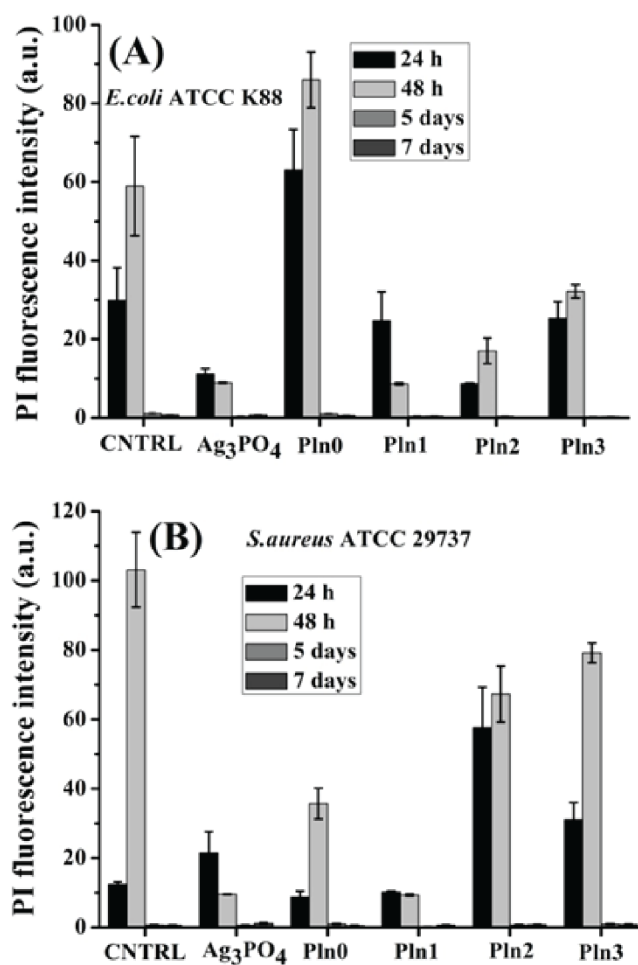 (A)
E.coli ATCC K88
24 h
48 h
5 days
7 days
PI fluorescence intensity (a.u.)
100
80
60
40
20
0
CNTRL Ag3PO4 Pln0 Pln1 Pln2 Pln3
(B)
S.aureus ATCC 29737
24 h
48 h
5 days
7 days
PI fluorescence intensity (a.u.)
120
100
80
60
40
20
0
CNTRL Ag3PO4 Pln0 Pln1 Pln2 Pln3